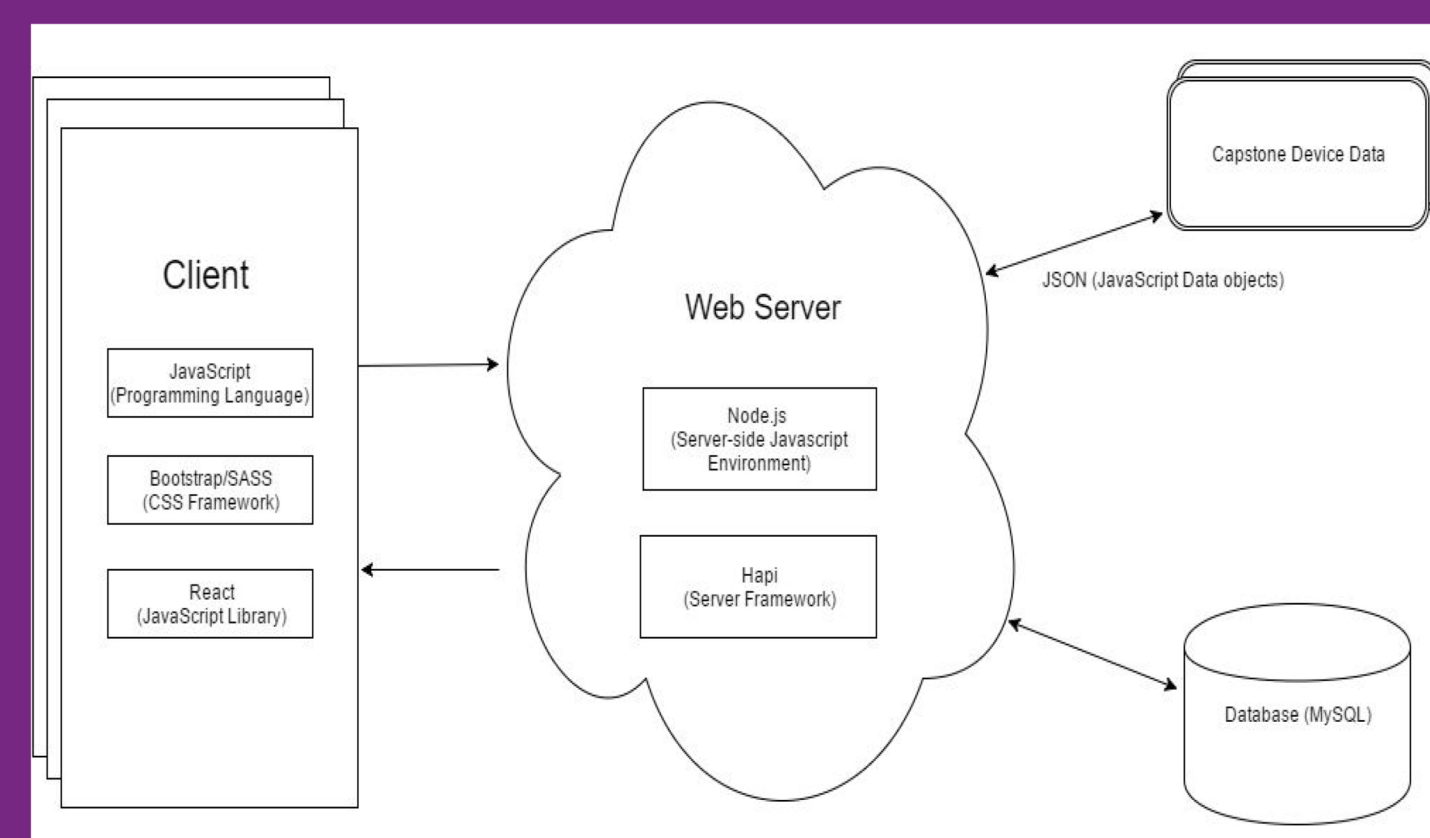 Client
JavaScript
(Programming Language)
Bootstrap/SASS
(CSS Framework)
React
(JavaScript Library)
Web Server
Node.js
(Server-side Javascript
Environment)
Hapi
(Server Framework)
Capstone Device Data
JSON (JavaScript Data objects)
Database (MySQL)